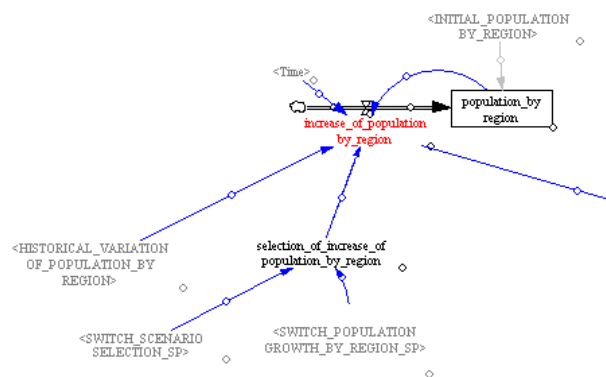 <INITIAL_POPULATION
BY_REGION>
<Time>
population_by
region
increase_of_population
by_region
<HISTORICAL_VARIATION
OF_POPULATION_BY
REGION>
selection_of_increase_of
population_by_region
<SWITCH_SCENARIO
SELECTION_SP>
<SWITCH_POPULATION
GROWTH_BY_REGION_SP>